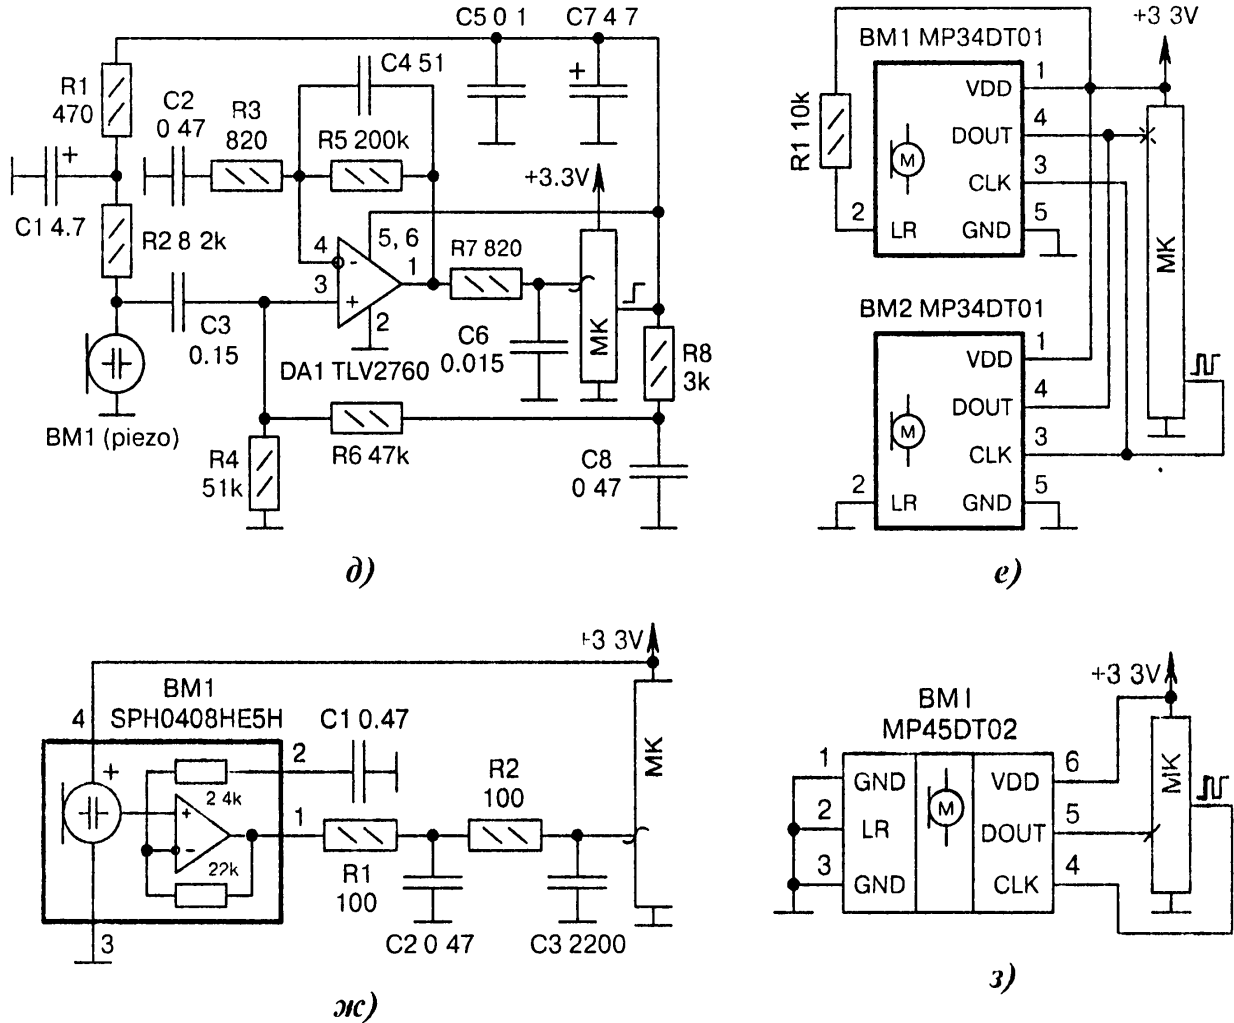 C5 0 1
C7 4 7
C4 51
R1
470
C2
0 47
R3
820
R5 200k
+
+
C1 4.7
R2 8 2k
+3.3V
4
3
5, 6
1
2
-
+
R7 820
C3
0.15
DA1 TLV2760
C6
0.015
MK
R8
3k
BM1 (piezo)
R4
51k
R6 47k
C8
0 47
д)
+3 3V
BM1 MP34DT01
R1 10k
VDD
1
DOUT
4
M
CLK
3
2
LR
GND
5
MK
BM2 MP34DT01
VDD
1
DOUT
4
M
CLK
3
2
LR
GND
5
е)
+3 3V
BM1
SPH0408HE5H
4
C1 0.47
+
2
2 4k
+
1
22k
3
R1
100
R2
100
C2 0 47
C3 2200
MK
ж)
+3 3V
BM1
MP45DT02
1
GND
VDD
6
2
LR
M
DOUT
5
3
GND
CLK
4
MK
з)